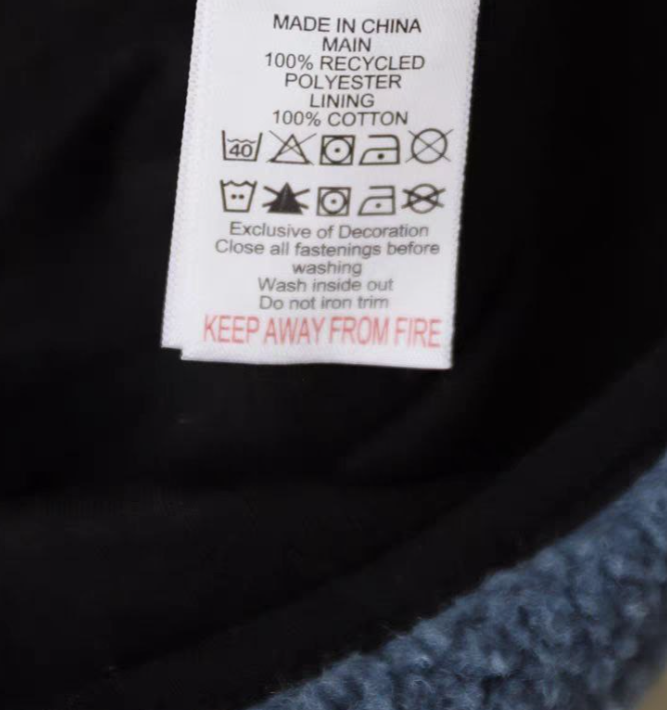 MADE IN CHINA
MAIN
100% RECYCLED
POLYESTER
LINING
100% COTTON
40
Exclusive of Decoration
Close all fastenings before
washing
Wash inside out
Do not iron trim
KEEP AWAY FROM FIRE